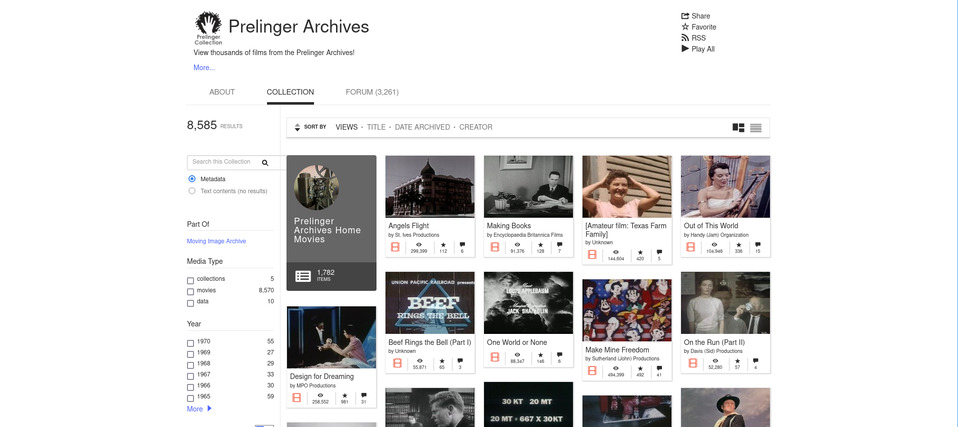 Prelinger Archives
Prelinger
Collection
View thousands of films from the Prelinger Archives!
More...
Share
Favorite
RSS
Play All
ABOUT
COLLECTION
FORUM (3,261)
8,585 RESULTS
SORT BY VIEWS · TITLE · DATE ARCHIVED · CREATOR
Search this Collection
Metadata
Text contents (no results)
Part Of
Moving Image Archive
Media Type
collections 5
movies 8,570
data 10
Year
1970 55
1969 27
1968 29
1967 33
1966 30
1965 59
More
Prelinger
Archives Home
Movies
1,782
ITEMS
Angels Flight
by St. Ives Productions
299,399 112 6
Making Books
by Encyclopaedia Britannica Films
91,376 128 7
[Amateur film: Texas Farm
Family]
by Unknown
144,604 420 5
Out of This World
by Handy (Jam) Organization
104,946 336 15
Design for Dreaming
by MPO Productions
258,552 981 31
UNION PACIFIC RAILROAD presents
BEEF
RINGS THE BELL
Beef Rings the Bell (Part I)
by Unknown
55,871 65 3
LOUIS APPLEBAUM
JACK SHAINDLIN
One World or None
88,347 146 8
Make Mine Freedom
by Sutherland (John) Productions
494,399 492 41
On the Run (Part II)
by Davis (Sid) Productions
52,280 57 4
30 KT 20 MT
20 MT - 667 X 30KT